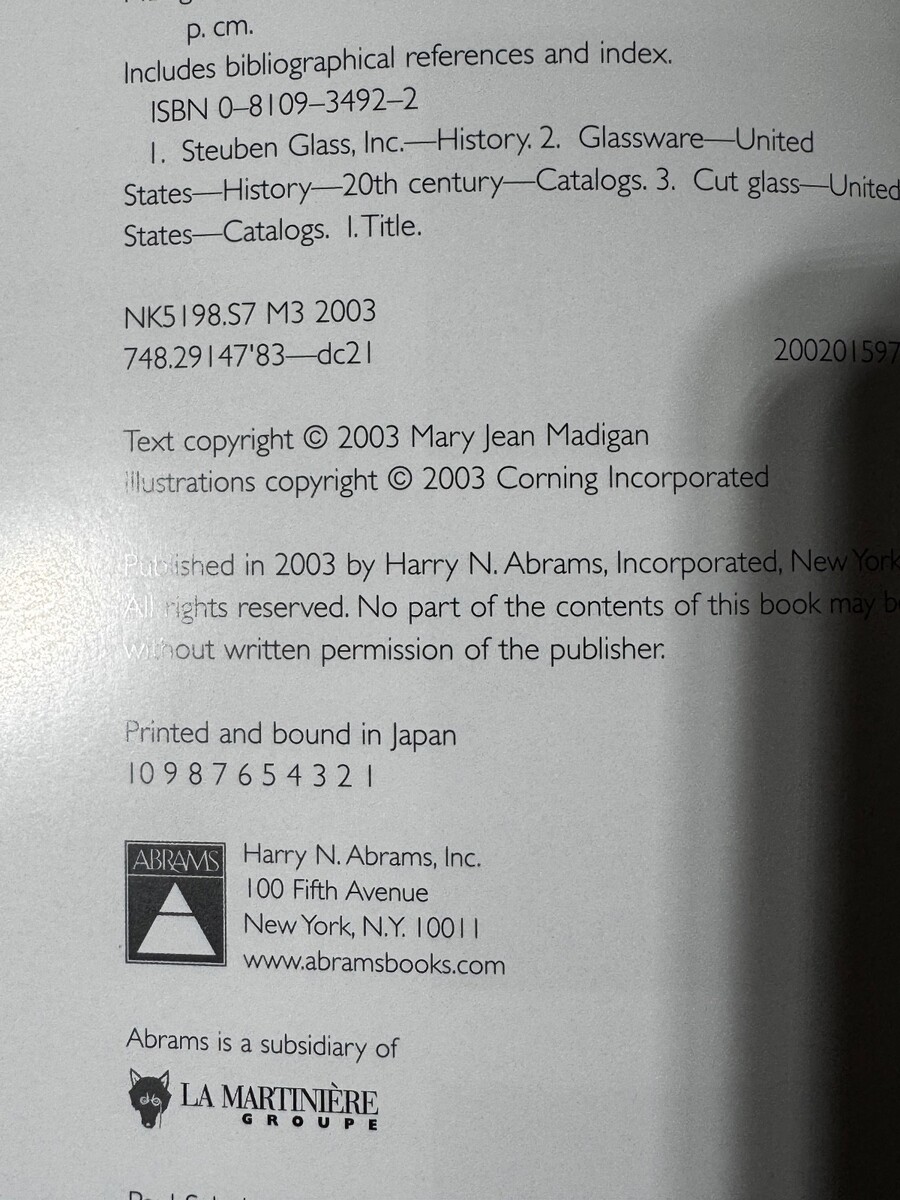 p. cm.
Includes bibliographical references and index.
ISBN 0–8109–3492–2
1. Steuben Glass, Inc.—History. 2. Glassware—United
States—History—20th century—Catalogs. 3. Cut glass—United
States—Catalogs. I. Title.
NK5198.S7 M3 2003
748.29147'83—dc21
200201597
Text copyright © 2003 Mary Jean Madigan
Illustrations copyright © 2003 Corning Incorporated
Published in 2003 by Harry N. Abrams, Incorporated, New York
All rights reserved. No part of the contents of this book may
without written permission of the publisher.
Printed and bound in Japan
10 9 8 7 6 5 4 3 2 1
ABRAMS
Harry N. Abrams, Inc.
100 Fifth Avenue
New York, N.Y. 10011
www.abramsbooks.com
Abrams is a subsidiary of
LA MARTINIÈRE
GROUPE